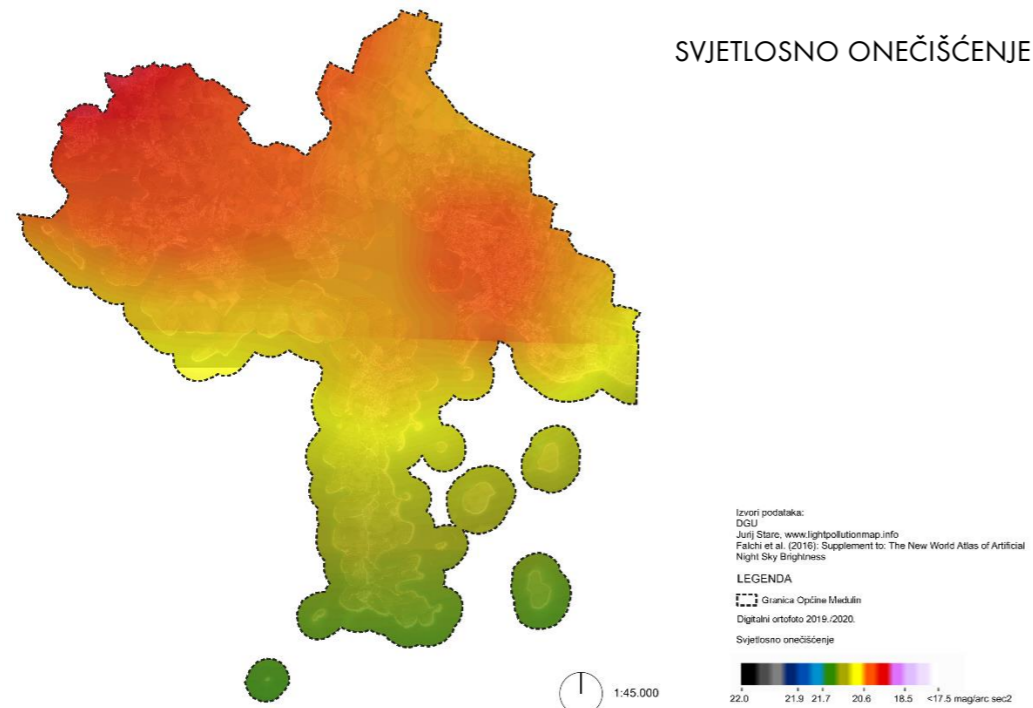 SVJETLOSNO ONEČIŠĆENJE
Izvori podataka:
DGU
Jurij Stare, www.lightpollutionmap.info
Falchi et al. (2016): Supplement to: The New World Atlas of Artificial
Night Sky Brightness
LEGENDA
Granica Općine Medulin
Digitalni ortofoto 2019./2020.
Svjetlosno onečišćenje
1:45.000
22.0 21.9 21.7 20.6 18.5 <17.5 mag/arc sec2